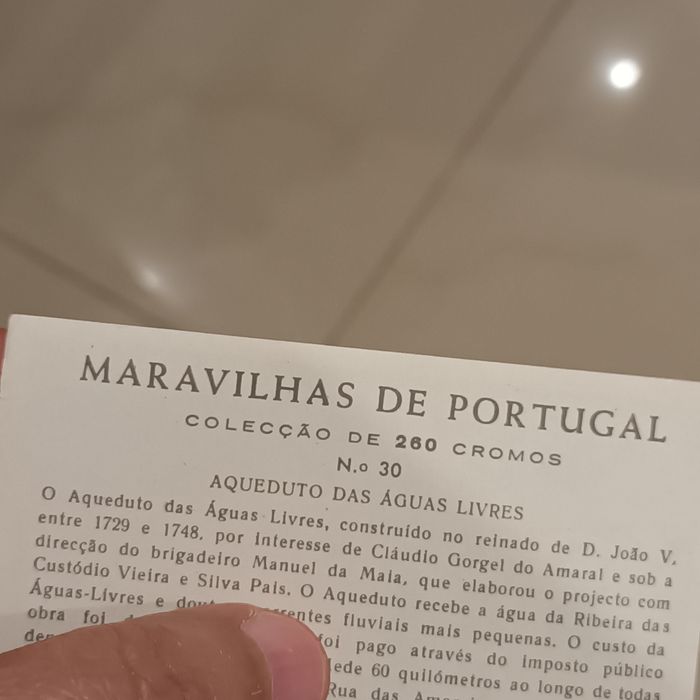 MARAVILHAS DE PORTUGAL
COLECÇÃO DE 260 CROMOS
N.o 30
AQUEDUTO DAS ÁGUAS LIVRES
O Aqueduto das Águas Livres, construído no reinado de D. João V,
entre 1729 e 1748, por interesse de Cláudio Gorgel do Amaral e sob a
direcção do brigadeiro Manuel da Maia, que elaborou o projecto com
Custódio Vieira e Silva Pais. O Aqueduto recebe a água da Ribeira das
Águas-Livres e fluviais mais pequenas. O custo da
obra foi foi pago através do imposto público
60 quilómetros ao longo de todas
Rua das